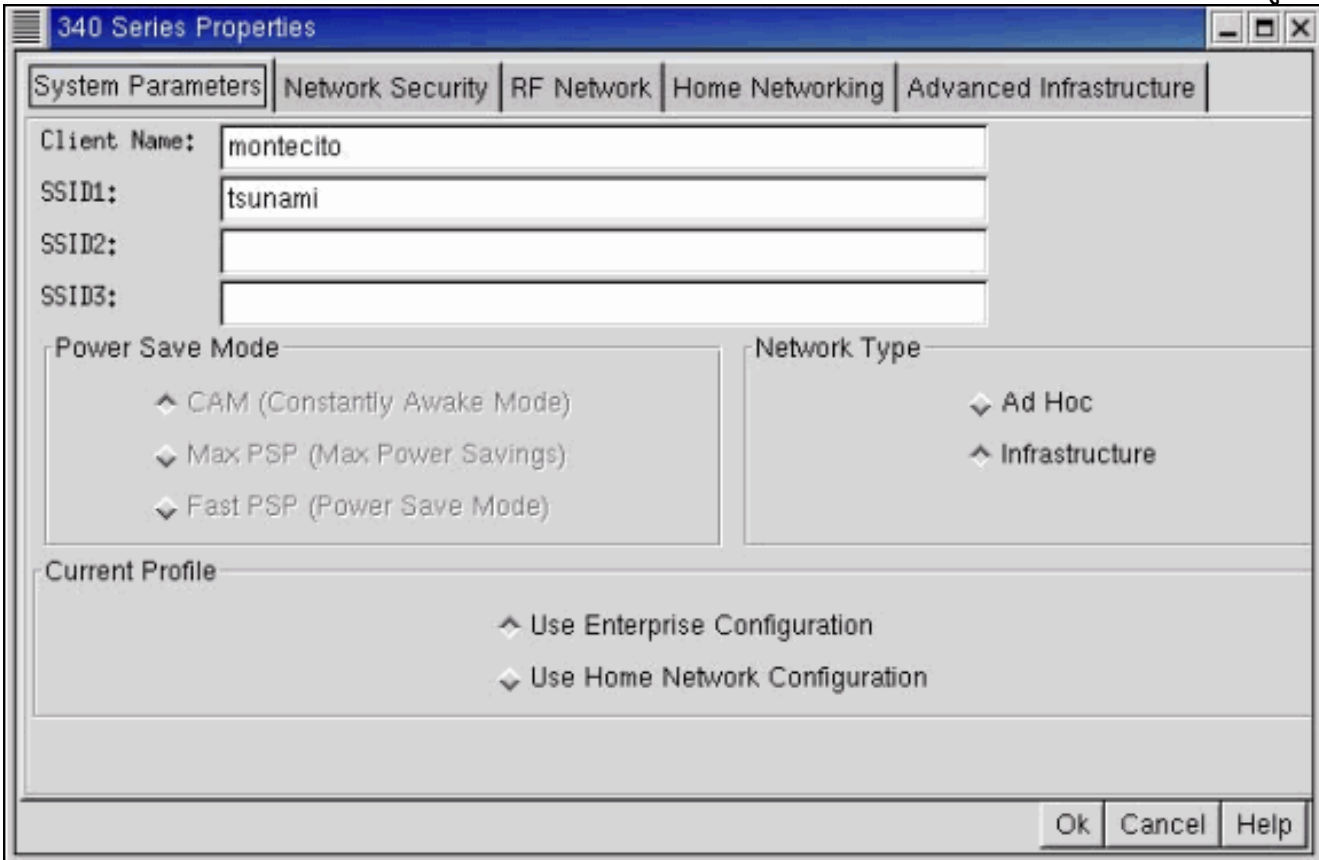 340 Series Properties
System Parameters Network Security RF Network Home Networking Advanced Infrastructure
Client Name: montecito
SSID1: tsunami
SSID2:
SSID3:
Power Save Mode
CAM (Constantly Awake Mode)
Max PSP (Max Power Savings)
Fast PSP (Power Save Mode)
Network Type
Ad Hoc
Infrastructure
Current Profile
Use Enterprise Configuration
Use Home Network Configuration
Ok Cancel Help